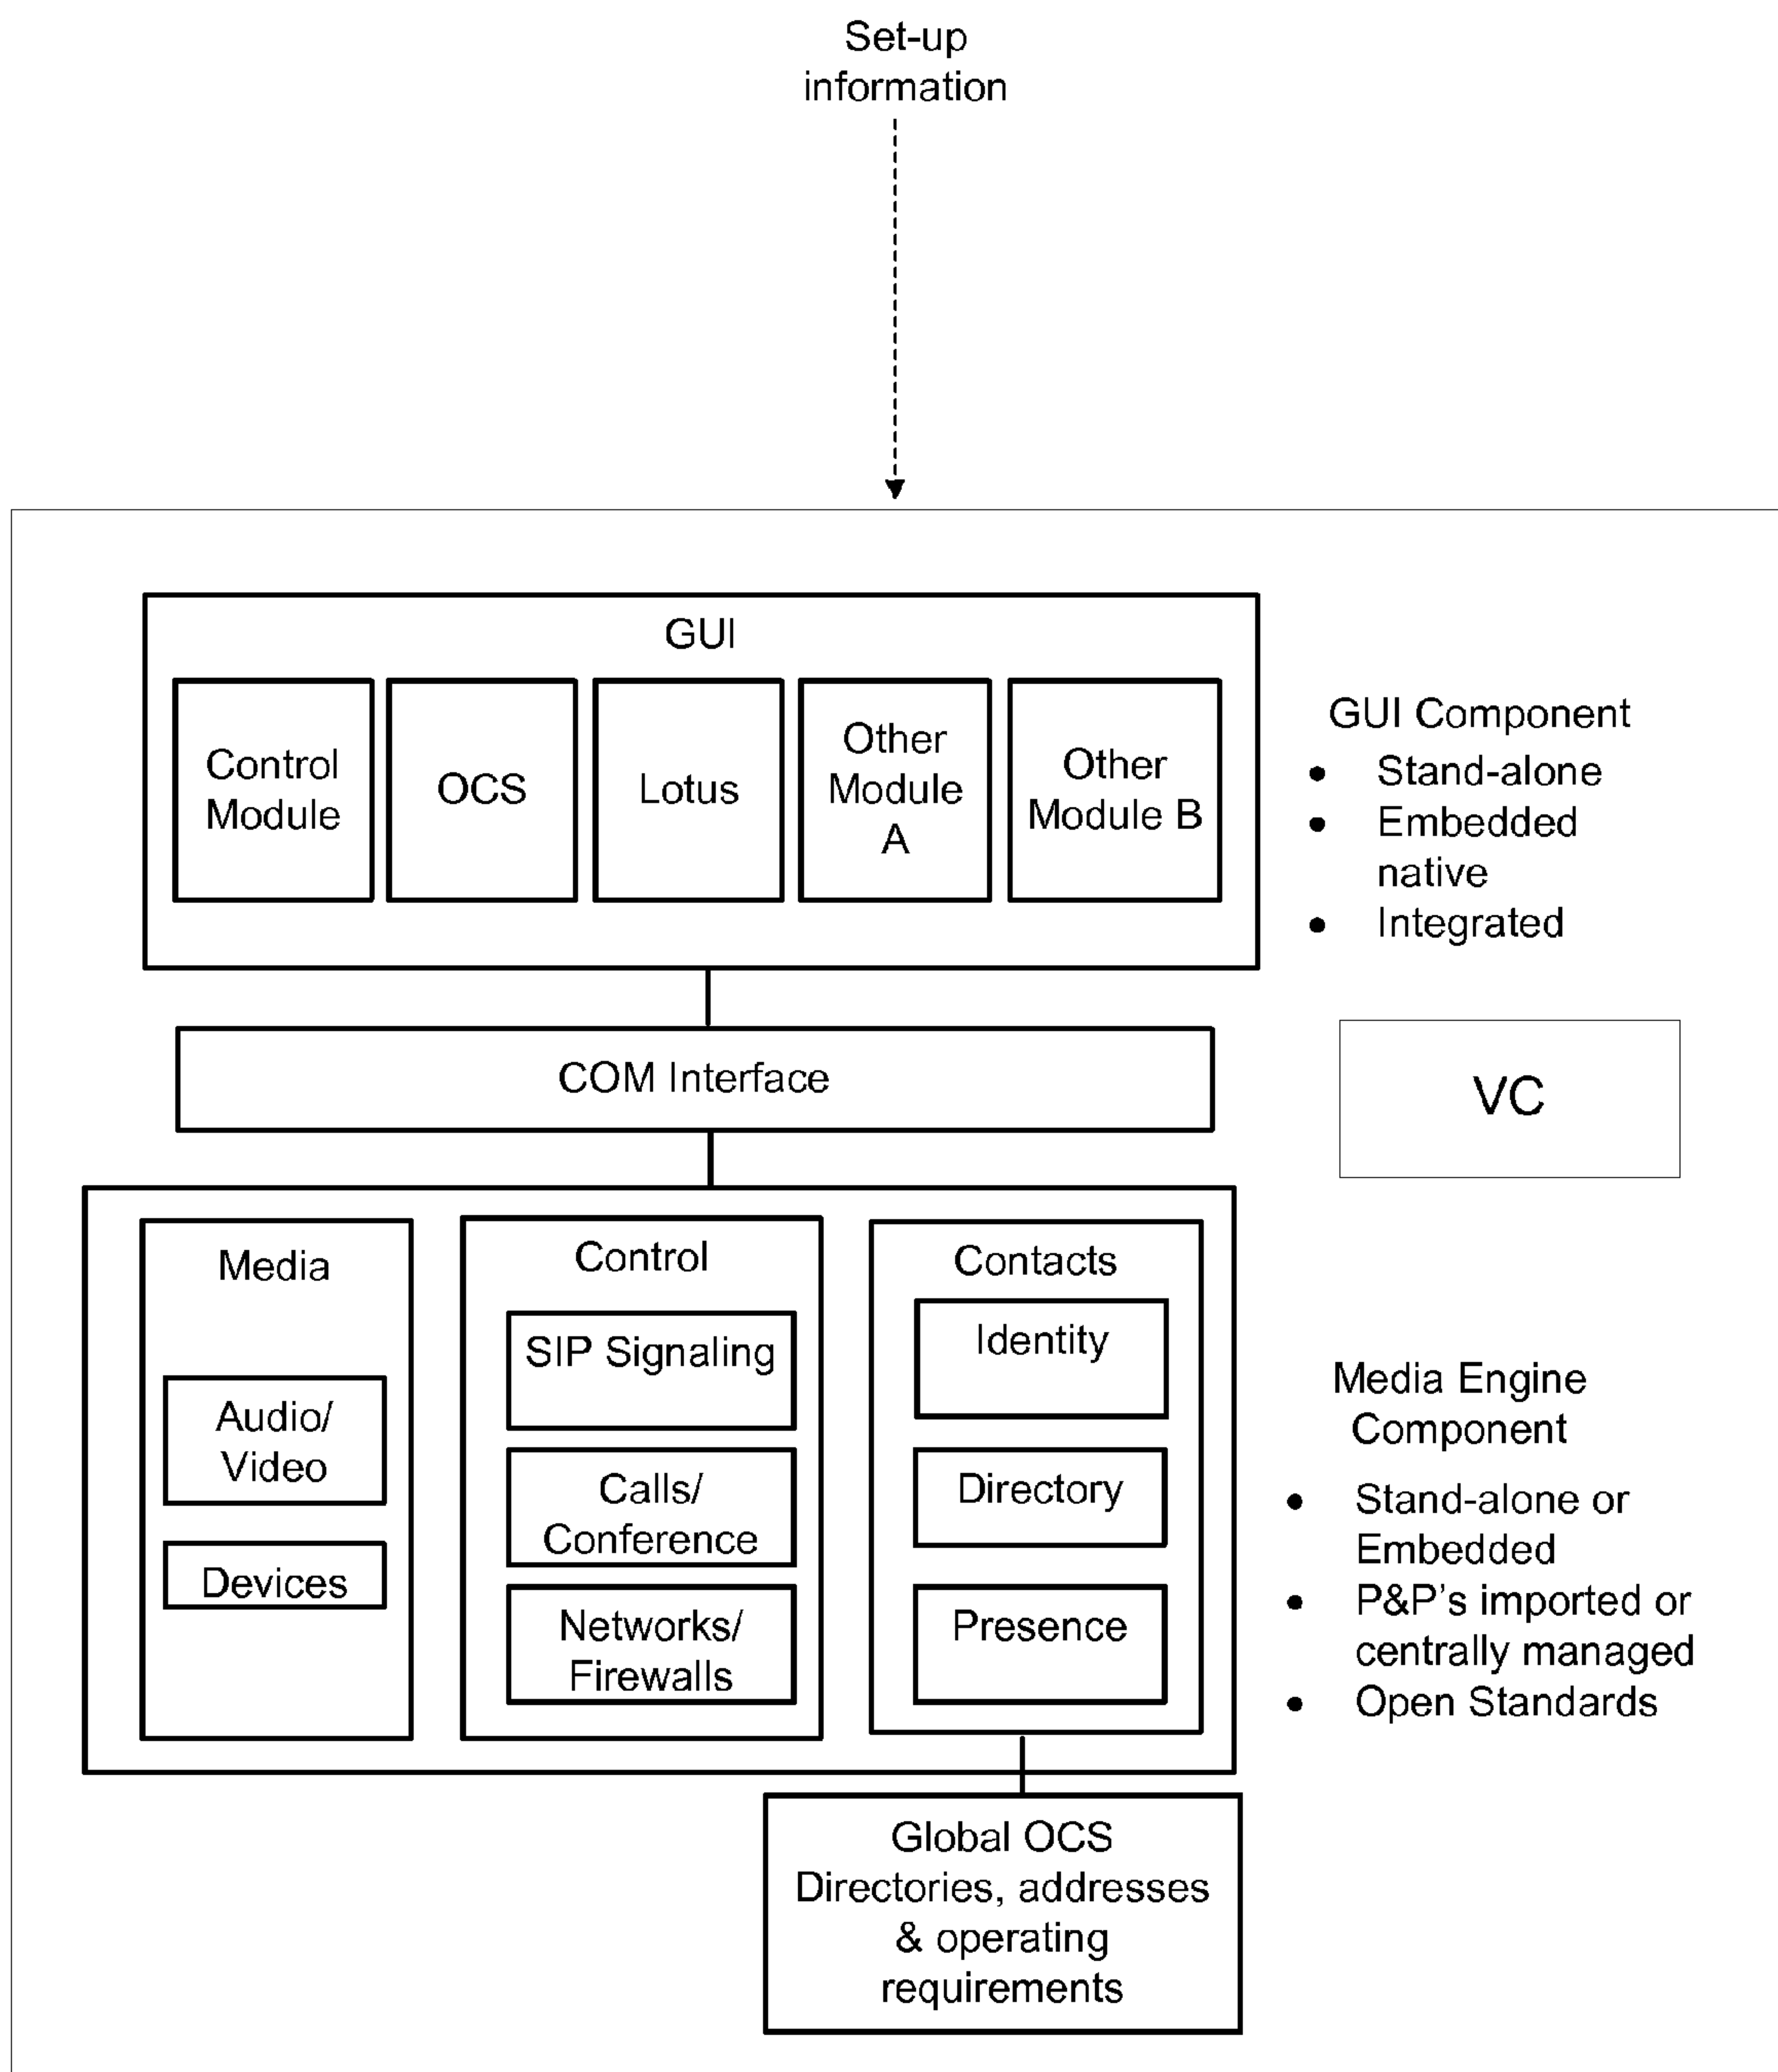 Set-up
information
GUI
Control
Module
OCS
Lotus
Other
Module
A
Other
Module B
GUI Component
• Stand-alone
• Embedded
native
• Integrated
COM Interface
VC
Media
Audio/
Video
Devices
Control
SIP Signaling
Calls/
Conference
Networks/
Firewalls
Contacts
Identity
Directory
Presence
Media Engine
Component
• Stand-alone or
Embedded
• P&P's imported or
centrally managed
• Open Standards
Global OCS
Directories, addresses
& operating
requirements